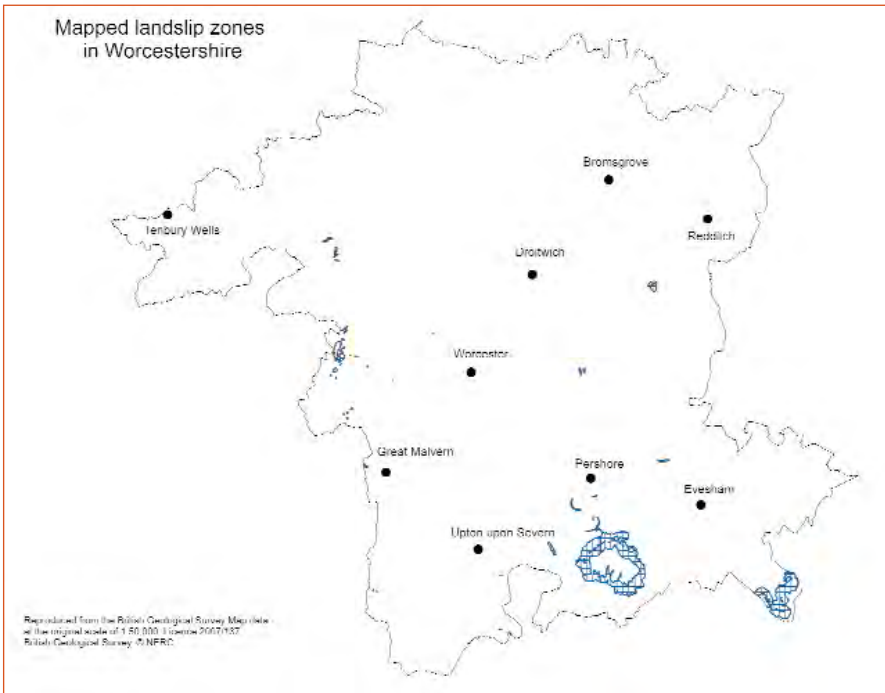 Mapped landslip zones
in Worcestershire
Bromsgrove
Tenbury Wells
Redditch
Droitwich
Worcester
Great Malvern
Pershore
Evesham
Upton upon Severn
Reproduced from the British Geological Survey Map data
at the original scale of 1:50,000. Licence 2007/137
British Geological Survey. © NERC